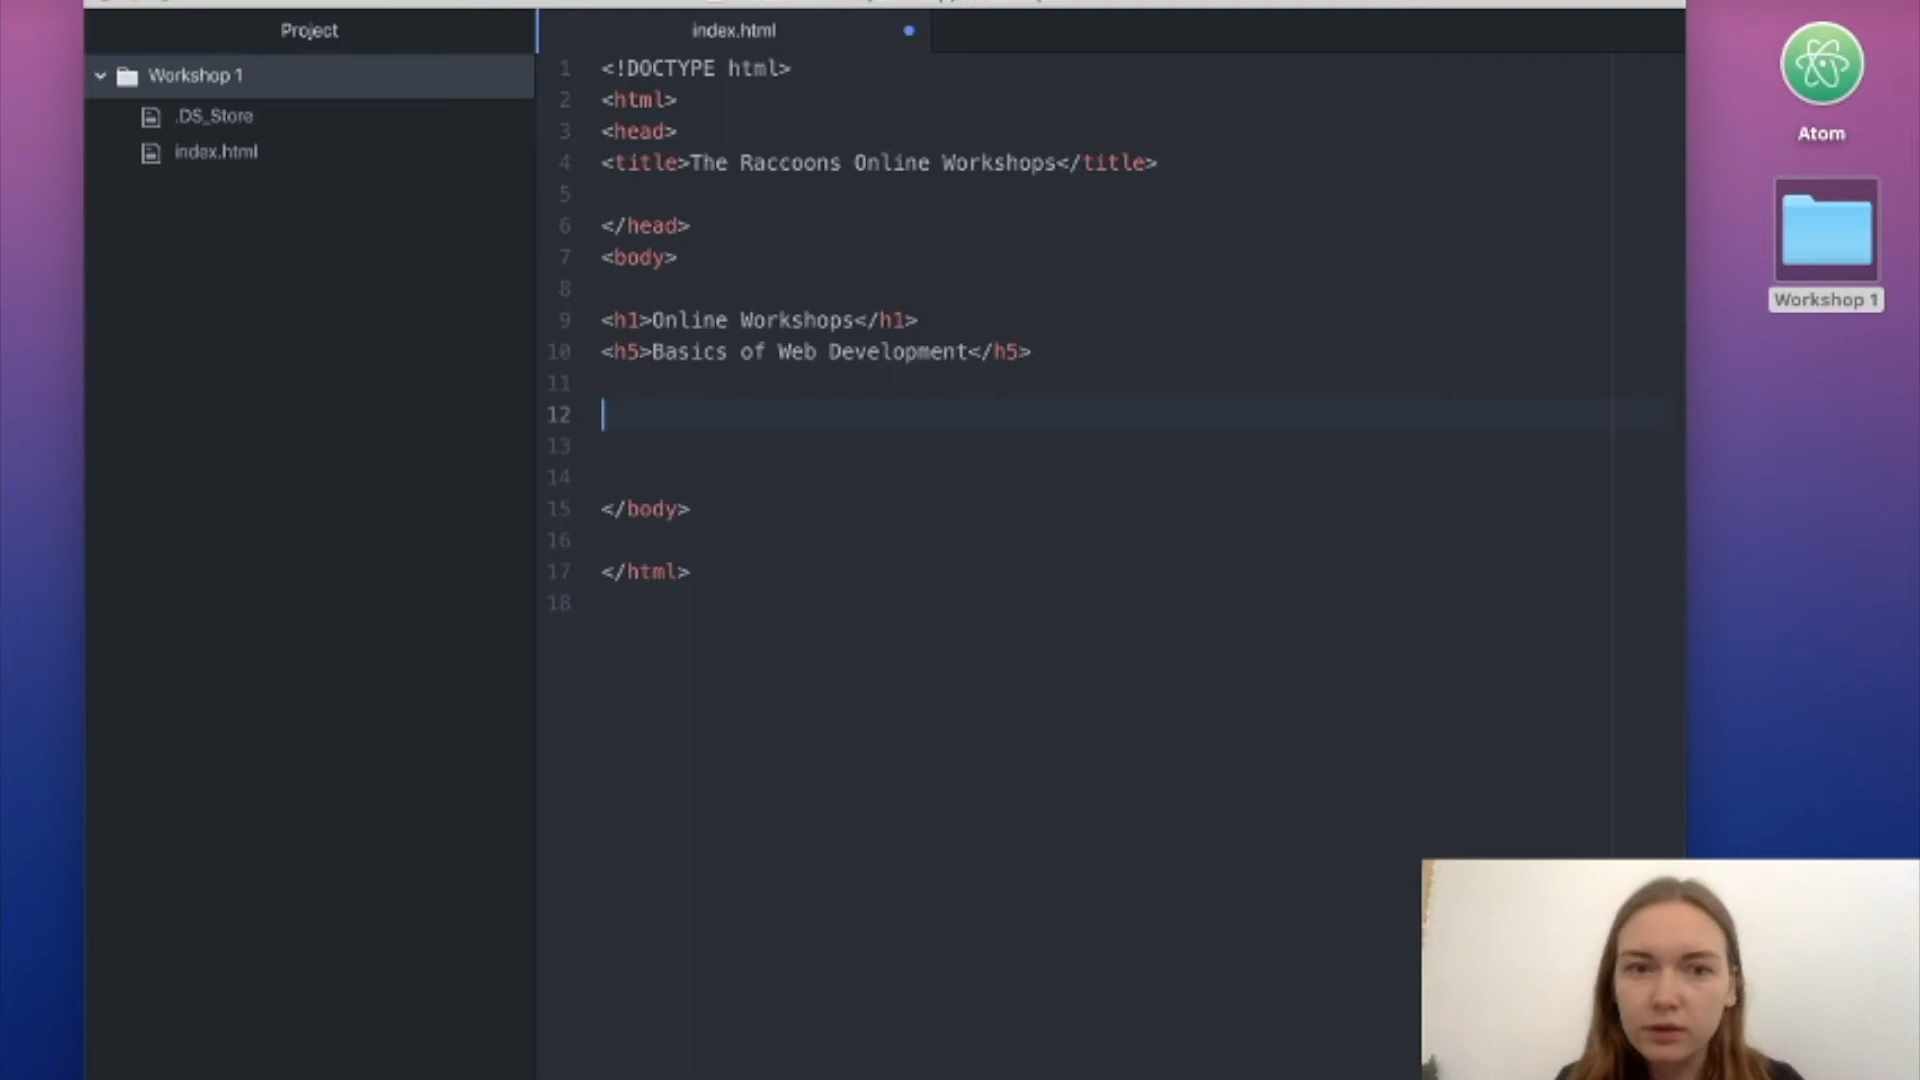 Project
index.html
Workshop 1
.DS_Store
index.html
1 <!DOCTYPE html>
2 <html>
3 <head>
4 <title>The Raccoons Online Workshops</title>
5
6 </head>
7 <body>
8
9 <h1>Online Workshops</h1>
10 <h5>Basics of Web Development</h5>
11
12
13
14
15 </body>
16
17 </html>
18
Atom
Workshop 1